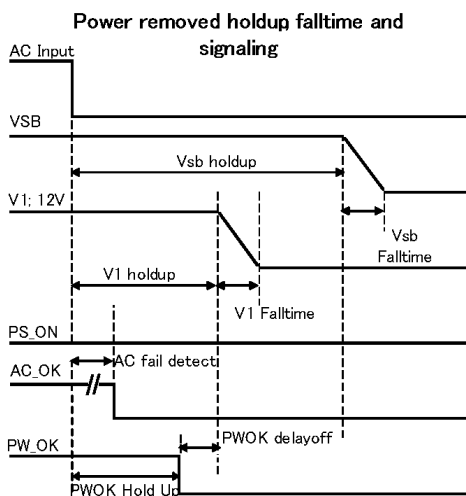 Power removed holdup falltime and
signaling
AC Input
VSB
Vsb holdup
V1; 12V
Vsb
Falltime
V1 holdup
V1 Falltime
PS_ON
AC fail detect
AC_OK
PWOK delayoff
PW_OK
PWOK Hold Up